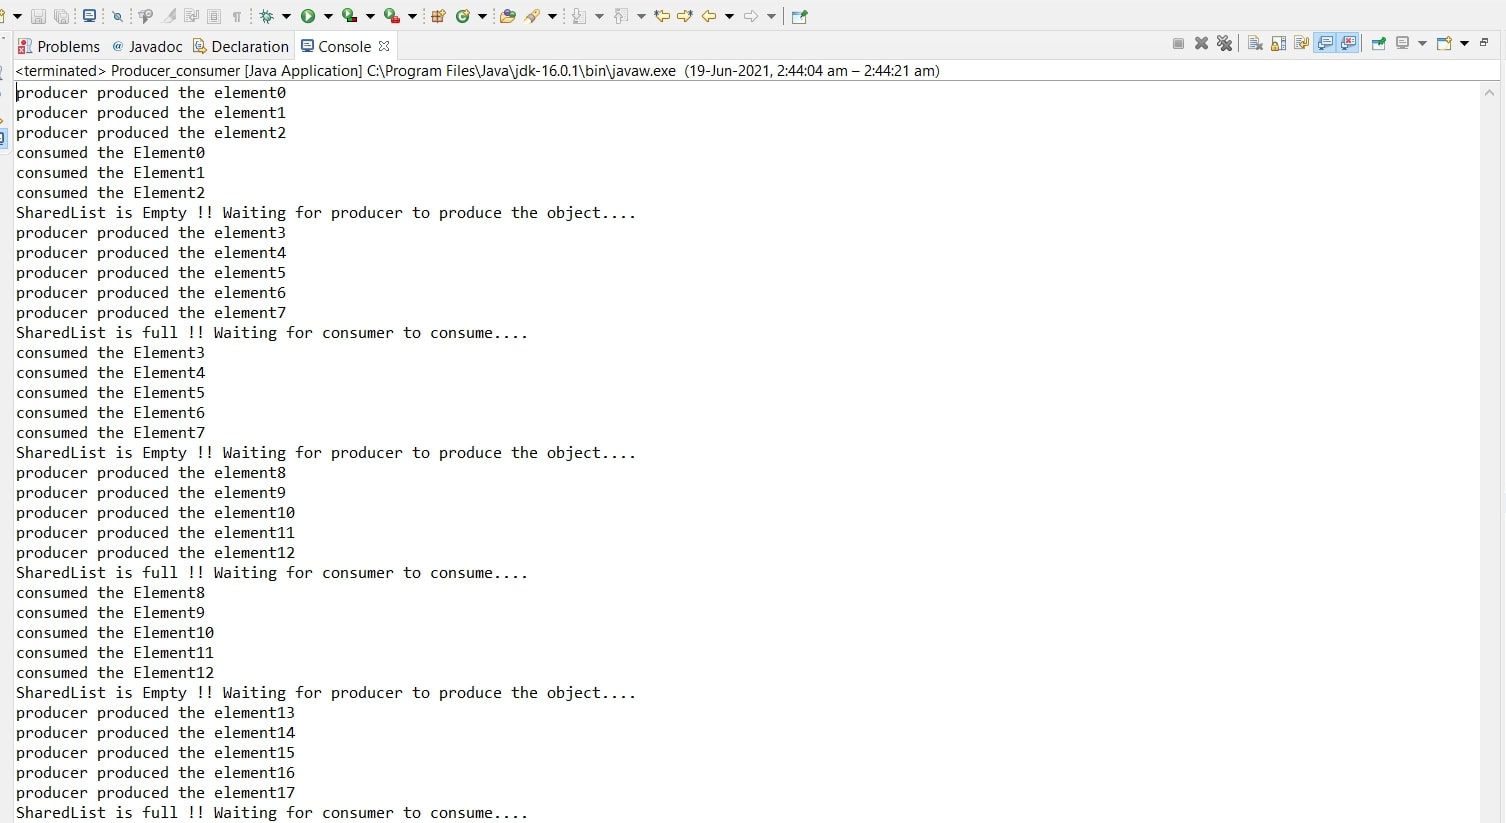 Problems @ Javadoc Declaration Console
<terminated> Producer_consumer [Java Application] C:\Program Files\Java\jdk-16.0.1\bin\javaw.exe (19-Jun-2021, 2:44:04 am – 2:44:21 am)
producer produced the element0
producer produced the element1
producer produced the element2
consumed the Element0
consumed the Element1
consumed the Element2
SharedList is Empty !! Waiting for producer to produce the object....
producer produced the element3
producer produced the element4
producer produced the element5
producer produced the element6
producer produced the element7
SharedList is full !! Waiting for consumer to consume....
consumed the Element3
consumed the Element4
consumed the Element5
consumed the Element6
consumed the Element7
SharedList is Empty !! Waiting for producer to produce the object....
producer produced the element8
producer produced the element9
producer produced the element10
producer produced the element11
producer produced the element12
SharedList is full !! Waiting for consumer to consume....
consumed the Element8
consumed the Element9
consumed the Element10
consumed the Element11
consumed the Element12
SharedList is Empty !! Waiting for producer to produce the object....
producer produced the element13
producer produced the element14
producer produced the element15
producer produced the element16
producer produced the element17
SharedList is full !! Waiting for consumer to consume....